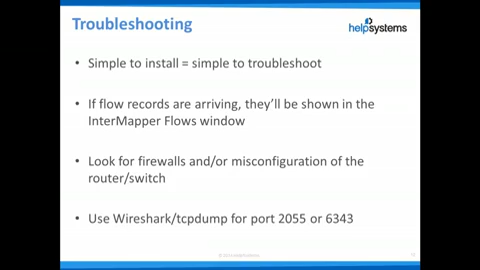 Troubleshooting
helpsystems
• Simple to install = simple to troubleshoot
• If flow records are arriving, they'll be shown in the
InterMapper Flows window
• Look for firewalls and/or misconfiguration of the
router/switch
• Use Wireshark/tcpdump for port 2055 or 6343